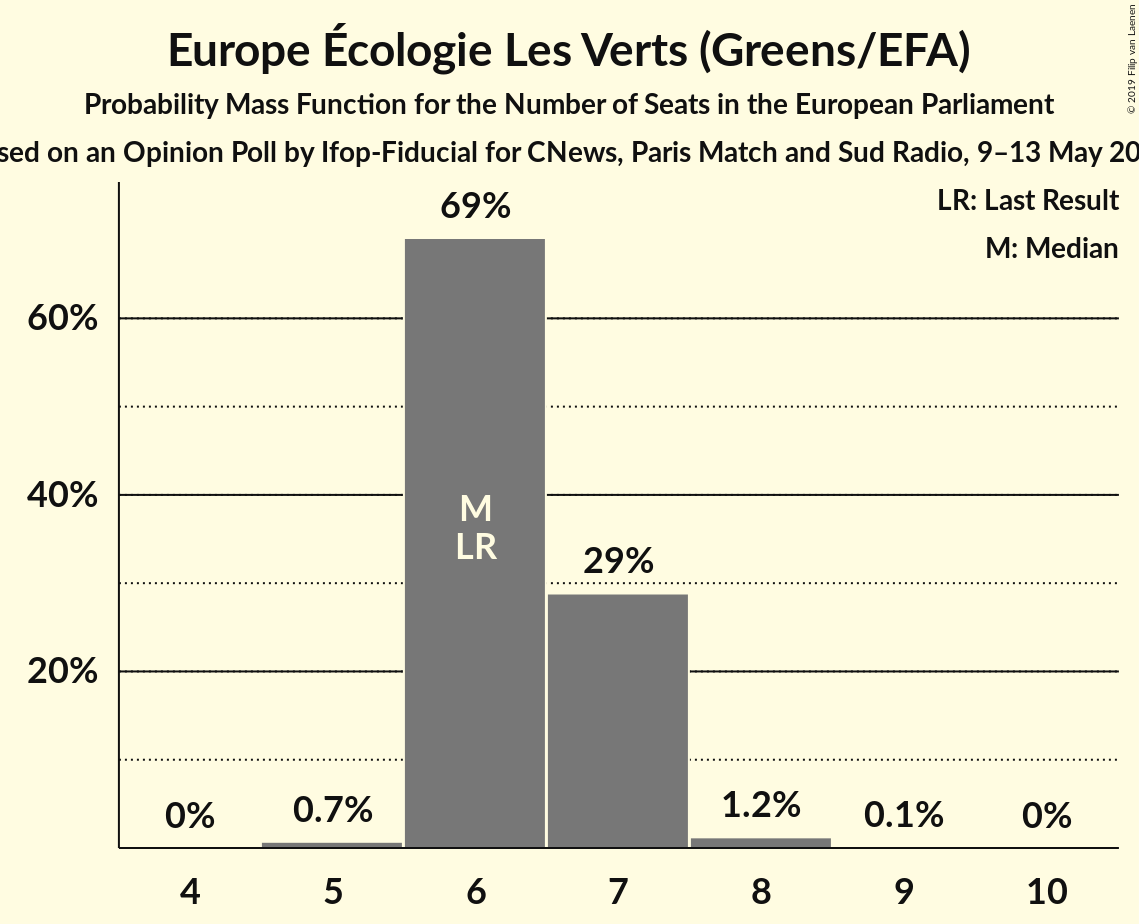 Europe Écologie Les Verts (Greens/EFA)
Probability Mass Function for the Number of Seats in the European Parliament
on an Opinion Poll by Ifop-Fiducial for CNews, Paris Match and Sud Radio, 9–13 May
© 2019 Filip van Laenen
LR: Last Result
M: Median
69%
60%
40%
M
LR
29%
20%
0%
0.7%
1.2%
0.1%
0%
4 5 6 7 8 9 10